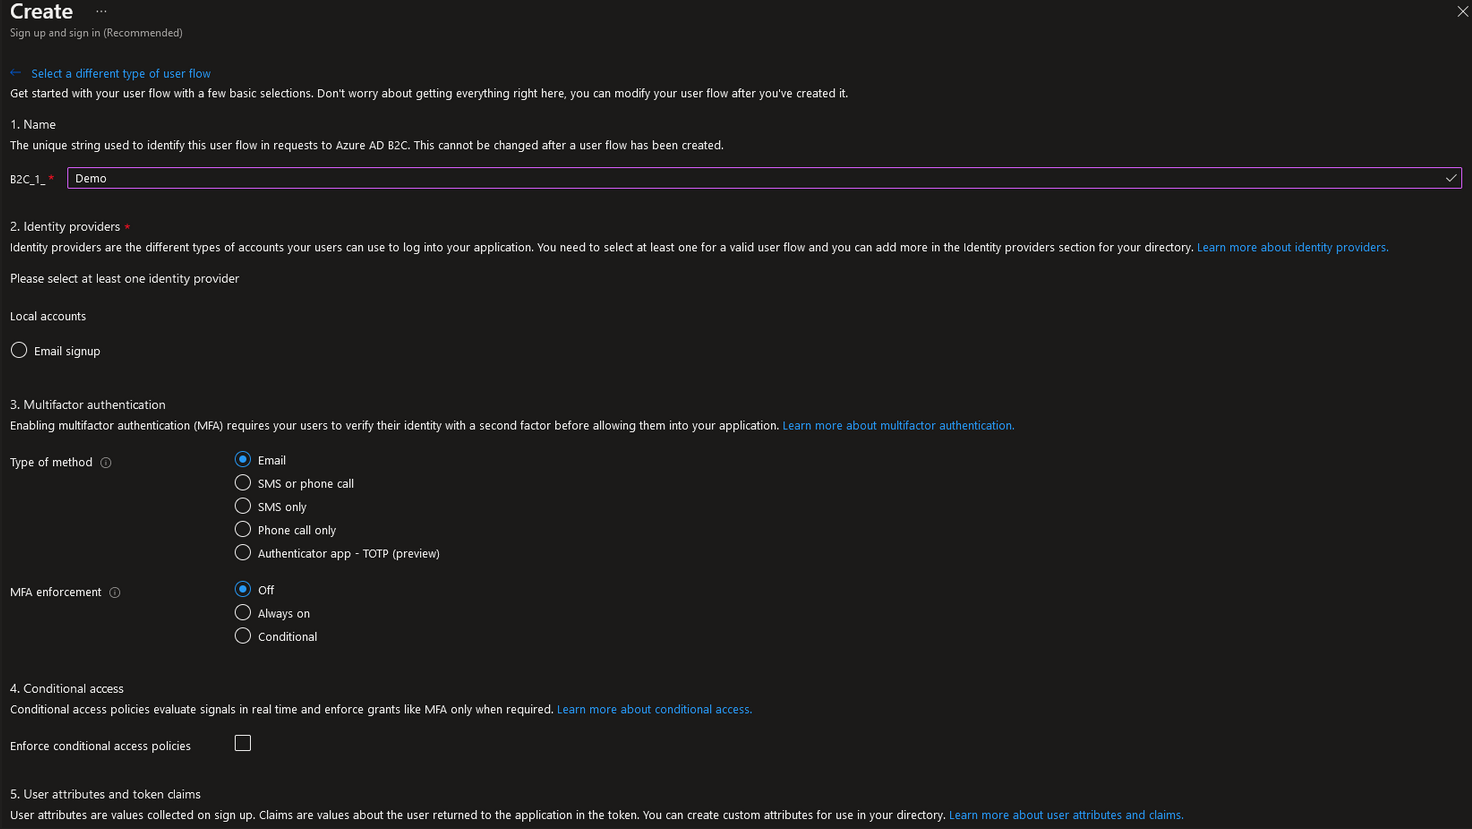 Create ...
Sign up and sign in (Recommended)
← Select a different type of user flow
Get started with your user flow with a few basic selections. Don't worry about getting everything right here, you can modify your user flow after you've created it.
1. Name
The unique string used to identify this user flow in requests to Azure AD B2C. This cannot be changed after a user flow has been created.
B2C_1_ * Demo
2. Identity providers *
Identity providers are the different types of accounts your users can use to log into your application. You need to select at least one for a valid user flow and you can add more in the Identity providers section for your directory. Learn more about identity providers.
Please select at least one identity provider
Local accounts
Email signup
3. Multifactor authentication
Enabling multifactor authentication (MFA) requires your users to verify their identity with a second factor before allowing them into your application. Learn more about multifactor authentication.
Type of method
Email
SMS or phone call
SMS only
Phone call only
Authenticator app - TOTP (preview)
MFA enforcement
Off
Always on
Conditional
4. Conditional access
Conditional access policies evaluate signals in real time and enforce grants like MFA only when required. Learn more about conditional access.
Enforce conditional access policies
5. User attributes and token claims
User attributes are values collected on sign up. Claims are values about the user returned to the application in the token. You can create custom attributes for use in your directory. Learn more about user attributes and claims.